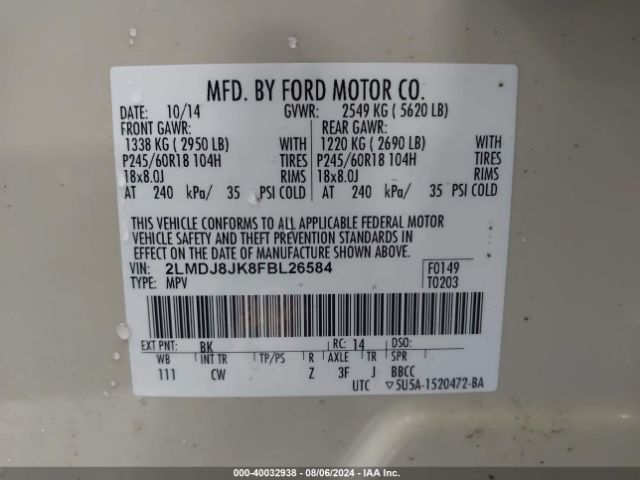 MFD. BY FORD MOTOR CO.
DATE: 10/14 GVWR: 2549 KG ( 5620 LB)
FRONT GAWR: REAR GAWR:
1338 KG ( 2950 LB) WITH 1220 KG ( 2690 LB) WITH
P245/60R18 104H TIRES P245/60R18 104H TIRES
18x8.0J RIMS 18x8.0J RIMS
AT 240 kPa/ 35 PSI COLD AT 240 kPa/ 35 PSI COLD
THIS VEHICLE CONFORMS TO ALL APPLICABLE FEDERAL MOTOR
VEHICLE SAFETY AND THEFT PREVENTION STANDARDS IN
EFFECT ON THE DATE OF MANUFACTURE SHOWN ABOVE.
VIN: 2LMDJ8JK8FBL26584 F0149
TYPE: MPV T0203
EXT PNT: BK RC: 14 DSO:
WB INT TR TP/PS R AXLE TR SPR
111 CW Z 3F J BBCC
UTC ▽5U5A-1520472-BA
000-40032938 - 08/06/2024 - IAA Inc.